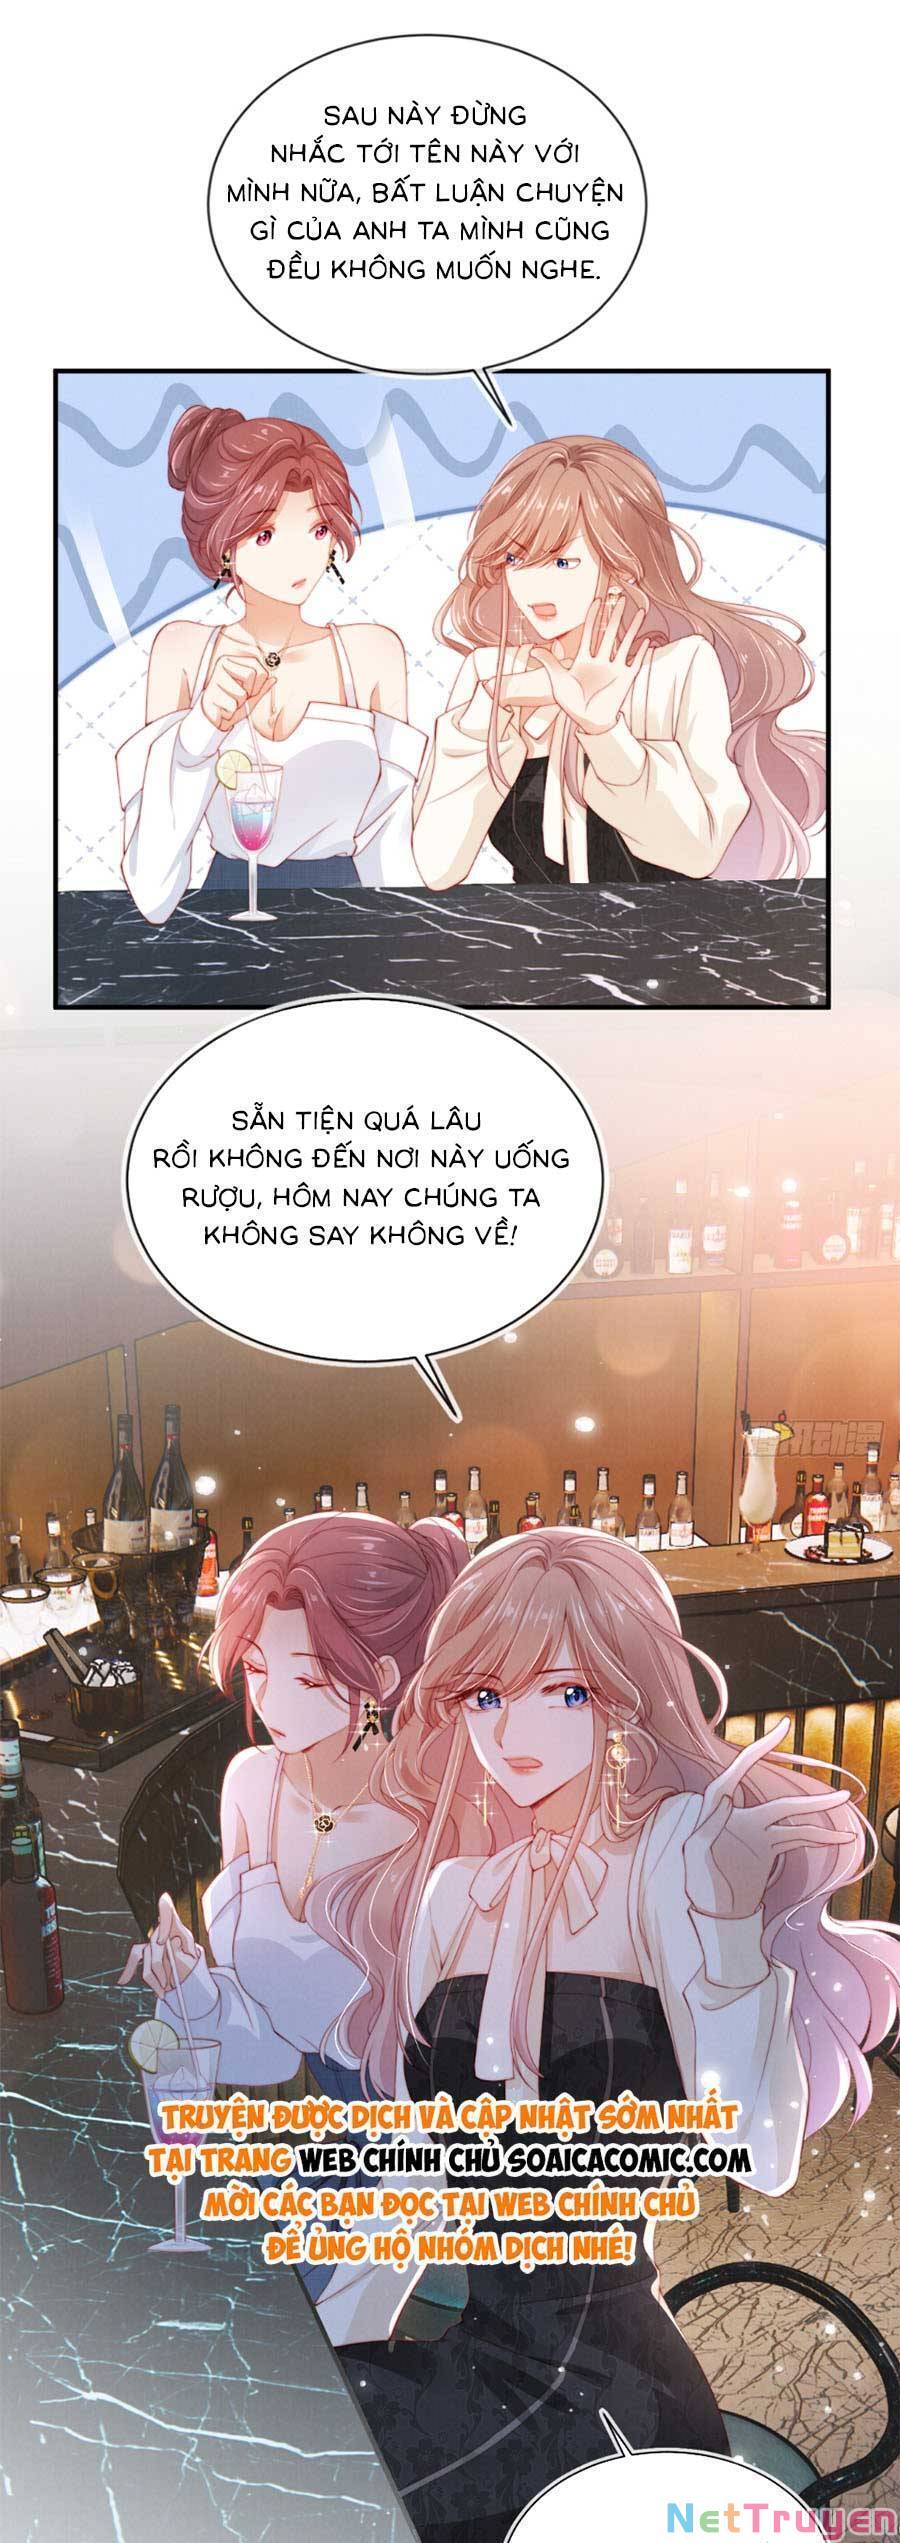 SAU NÀY ĐỪNG
NHẮC TỚI TÊN NÀY VỚI
MÌNH NỮA, BẤT LUẬN CHUYỆN
GÌ CỦA ANH TA MÌNH CŨNG
ĐỀU KHÔNG MUỐN NGHE.
SẴN TIỆN QUÁ LÂU
RỒI KHÔNG ĐẾN NƠI NÀY UỐNG
RƯỢU, HÔM NAY CHÚNG TA
KHÔNG SAY KHÔNG VỀ!
TRUYỆN ĐƯỢC DỊCH VÀ CẬP NHẬT SỚM NHẤT
TẠI TRANG WEB CHÍNH CHỦ SOAICACOMIC.COM
MỜI CÁC BẠN ĐỌC TẠI WEB CHÍNH CHỦ
ĐỂ ỦNG HỘ NHÓM DỊCH NHÉ!
NetTruyen